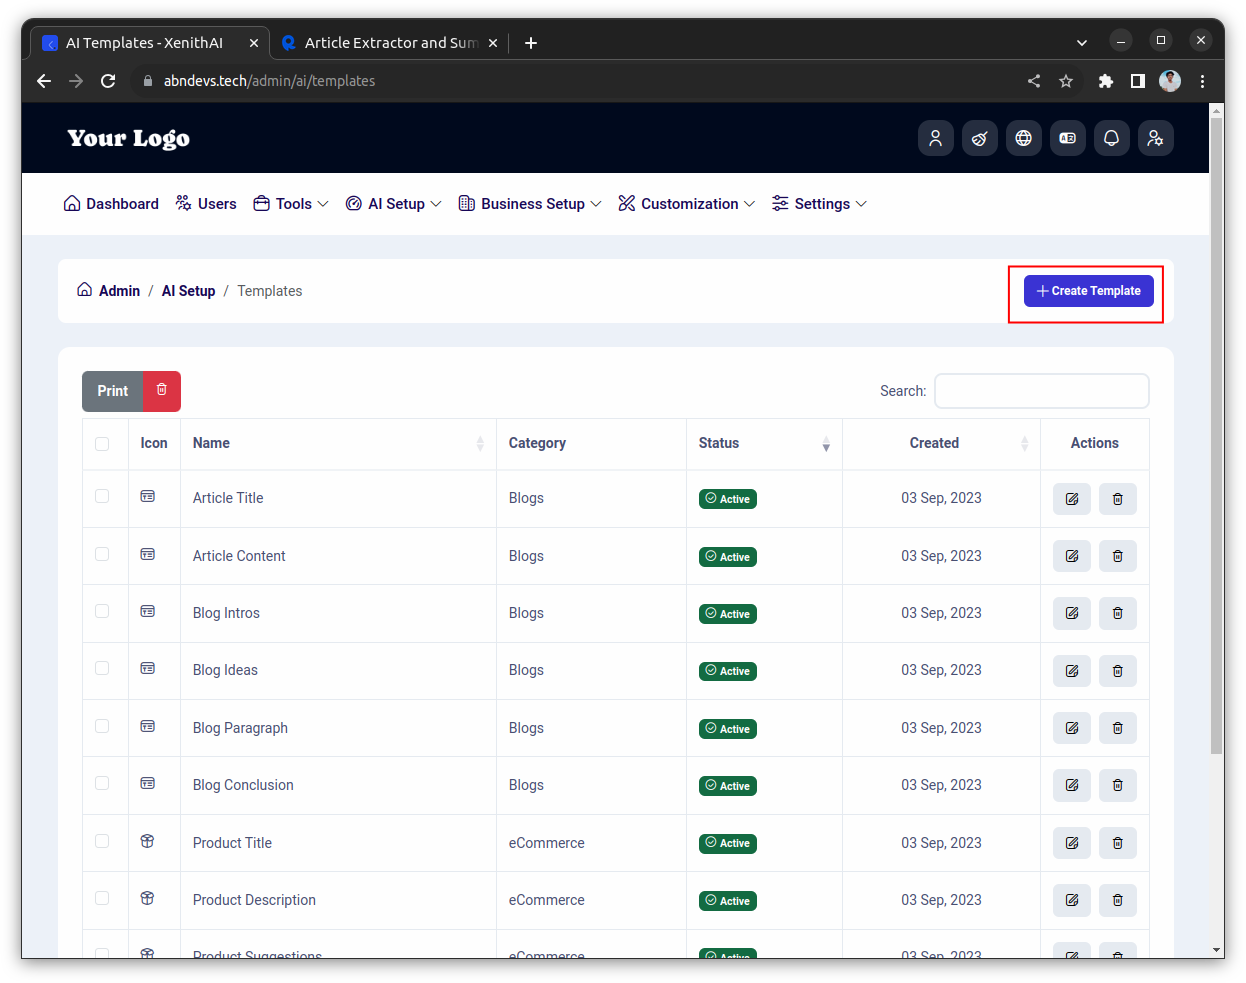 AI Templates - XenithAI
Article Extractor and Sum
abndevs.tech/admin/ai/templates
Your Logo
Dashboard Users Tools AI Setup Business Setup Customization Settings
Admin / AI Setup / Templates
Create Template
Print
Search:
Icon Name Category Status Created Actions
Article Title Blogs Active 03 Sep, 2023
Article Content Blogs Active 03 Sep, 2023
Blog Intros Blogs Active 03 Sep, 2023
Blog Ideas Blogs Active 03 Sep, 2023
Blog Paragraph Blogs Active 03 Sep, 2023
Blog Conclusion Blogs Active 03 Sep, 2023
Product Title eCommerce Active 03 Sep, 2023
Product Description eCommerce Active 03 Sep, 2023
Product Suggestions eCommerce Active 03 Sep, 2023